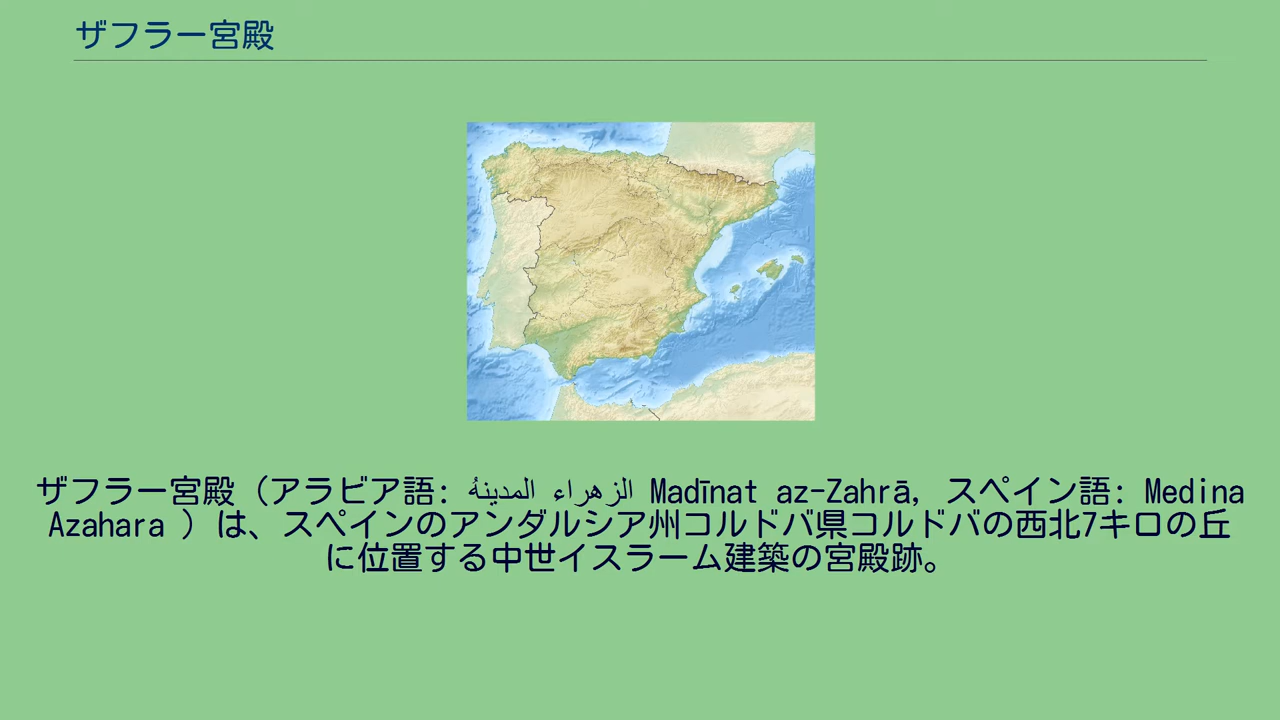 ザフラー宮殿
ザフラー宮殿（アラビア語: الزهراء المدينة Madīnat az-Zahrā, スペイン語: Medina
Azahara ）は、スペインのアンダルシア州コルドバ県コルドバの西北7キロの丘
に位置する中世イスラーム建築の宮殿跡。